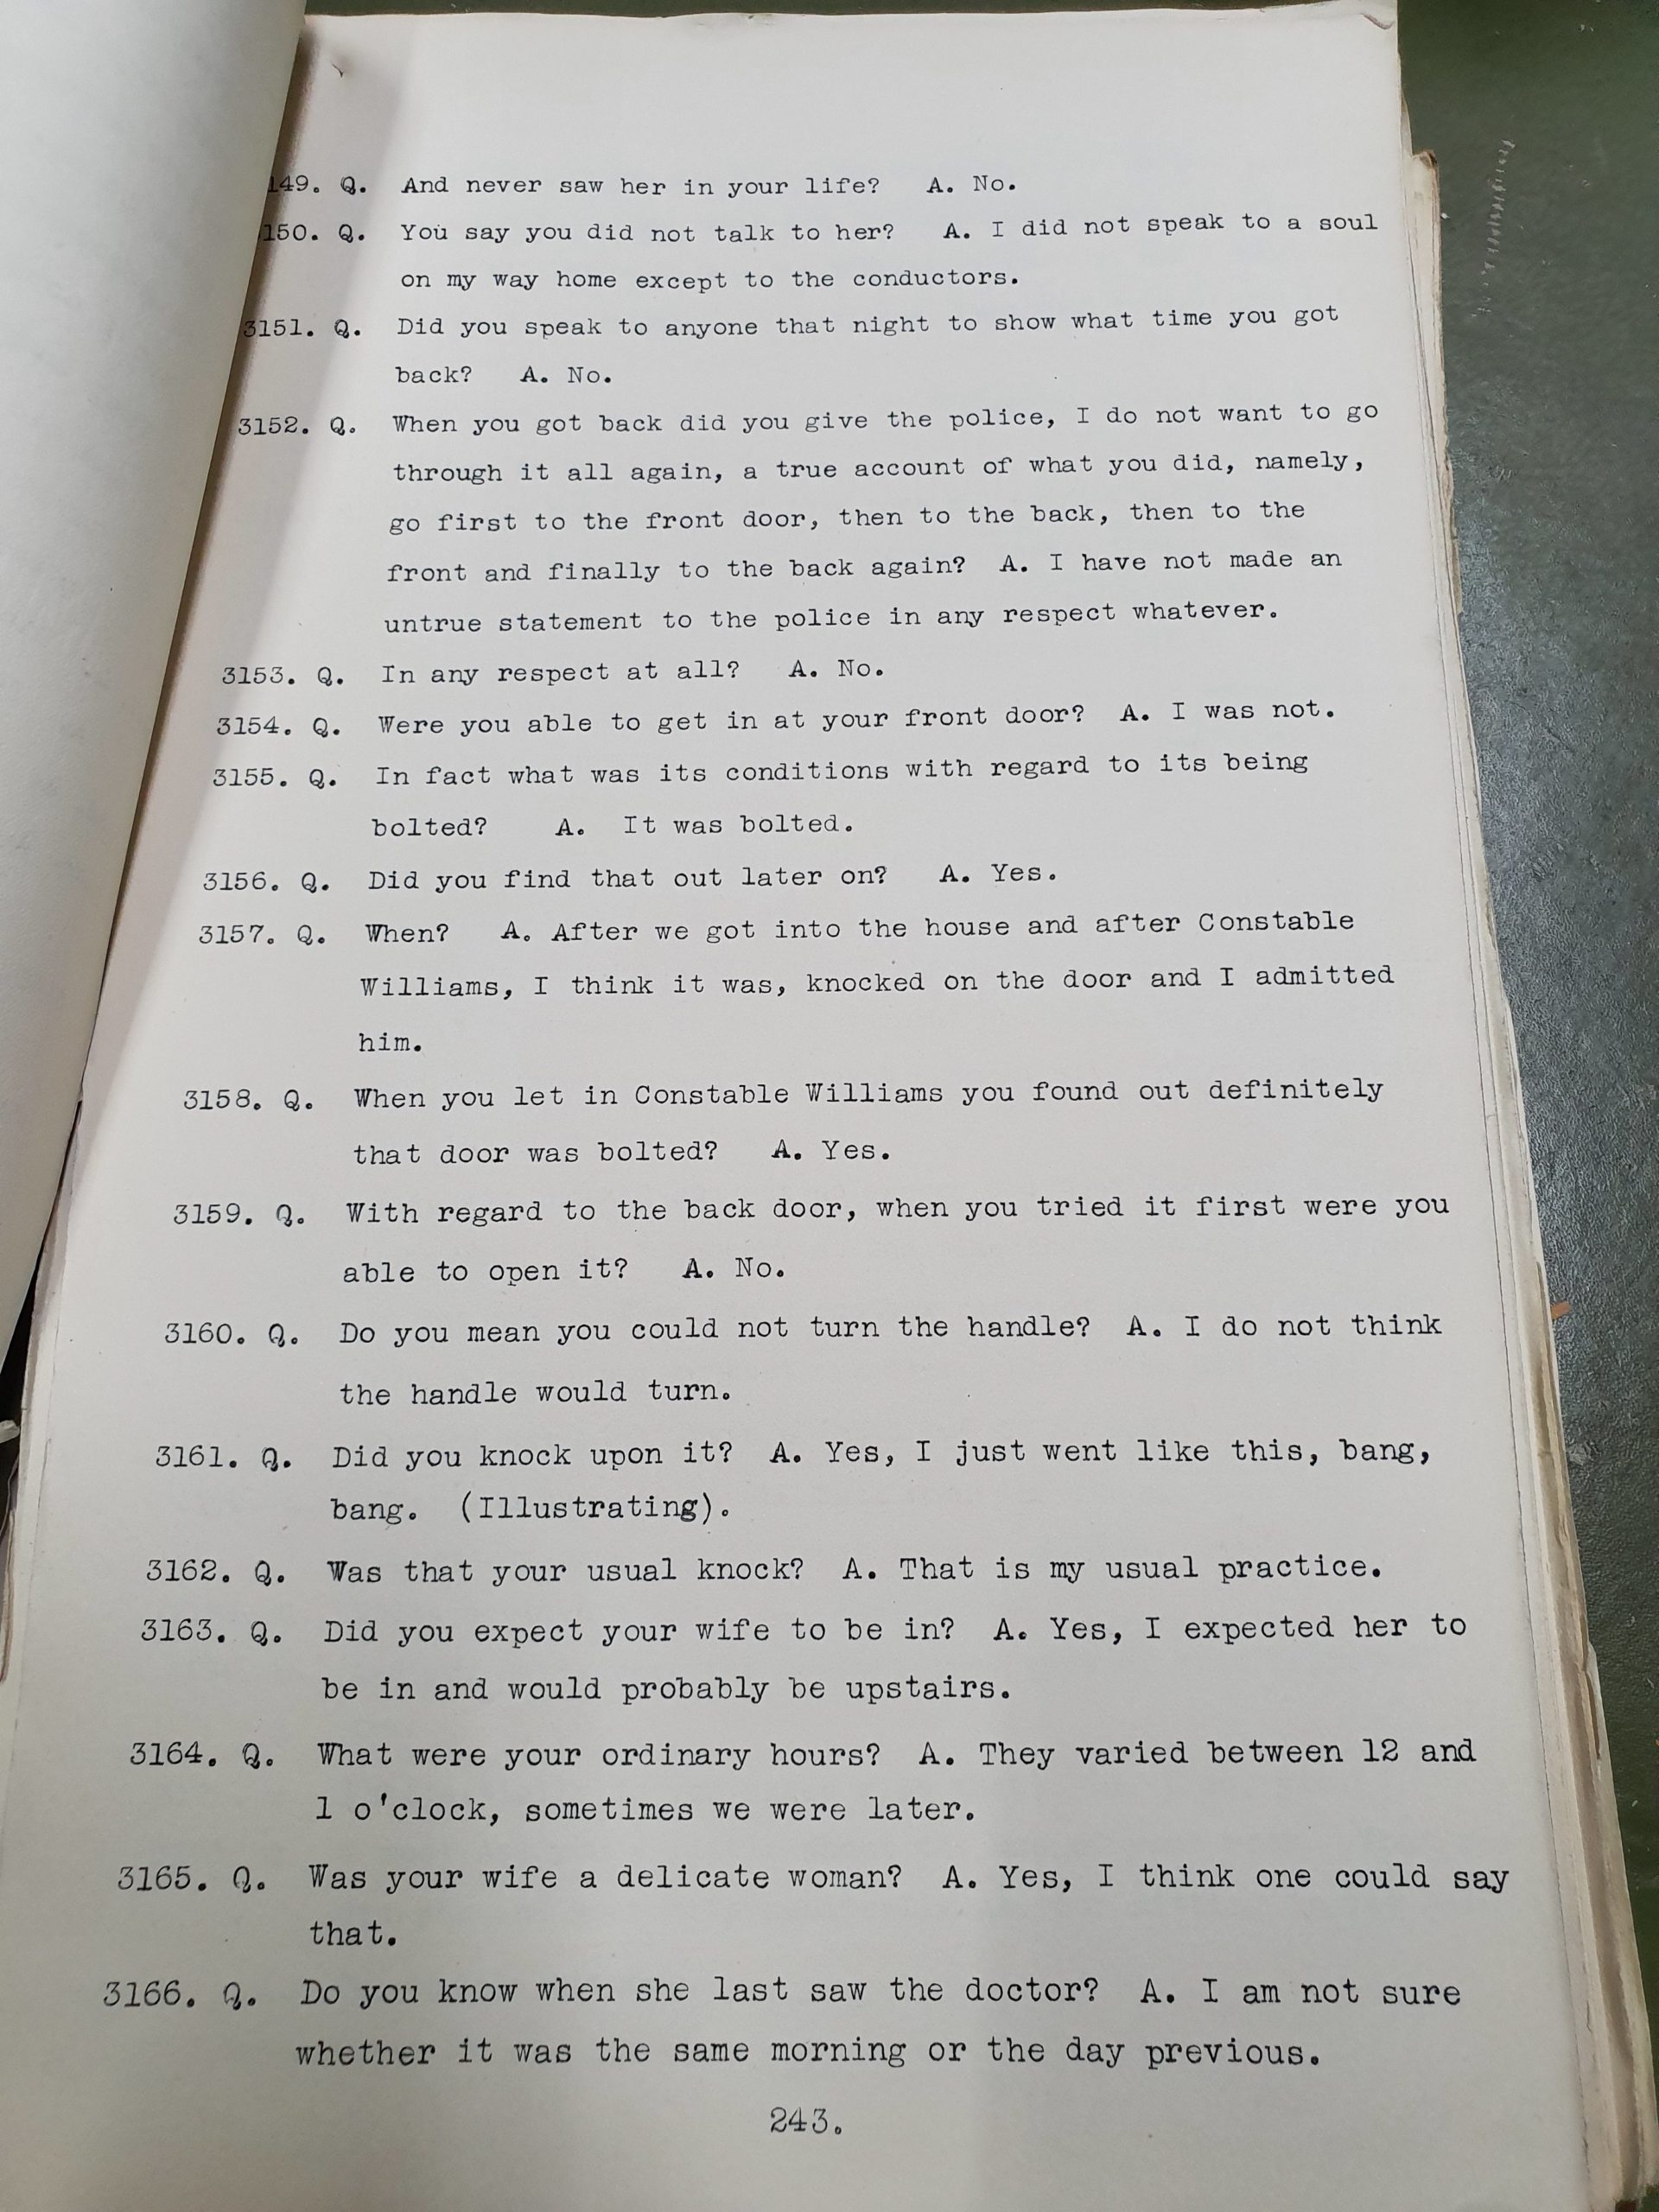 149. Q. And never saw her in your life? A. No.
150. Q. You say you did not talk to her? A. I did not speak to a soul
on my way home except to the conductors.
3151. Q. Did you speak to anyone that night to show what time you got
back? A. No.
3152. Q. When you got back did you give the police, I do not want to go
through it all again, a true account of what you did, namely,
go first to the front door, then to the back, then to the
front and finally to the back again? A. I have not made an
untrue statement to the police in any respect whatever.
3153. Q. In any respect at all? A. No.
3154. Q. Were you able to get in at your front door? A. I was not.
3155. Q. In fact what was its conditions with regard to its being
bolted? A. It was bolted.
3156. Q. Did you find that out later on? A. Yes.
3157. Q. When? A. After we got into the house and after Constable
Williams, I think it was, knocked on the door and I admitted
him.
3158. Q. When you let in Constable Williams you found out definitely
that door was bolted? A. Yes.
3159. Q. With regard to the back door, when you tried it first were you
able to open it? A. No.
3160. Q. Do you mean you could not turn the handle? A. I do not think
the handle would turn.
3161. Q. Did you knock upon it? A. Yes, I just went like this, bang,
bang. (Illustrating).
3162. Q. Was that your usual knock? A. That is my usual practice.
3163. Q. Did you expect your wife to be in? A. Yes, I expected her to
be in and would probably be upstairs.
3164. Q. What were your ordinary hours? A. They varied between 12 and
1 o'clock, sometimes we were later.
3165. Q. Was your wife a delicate woman? A. Yes, I think one could say
that.
3166. Q. Do you know when she last saw the doctor? A. I am not sure
whether it was the same morning or the day previous.
243.